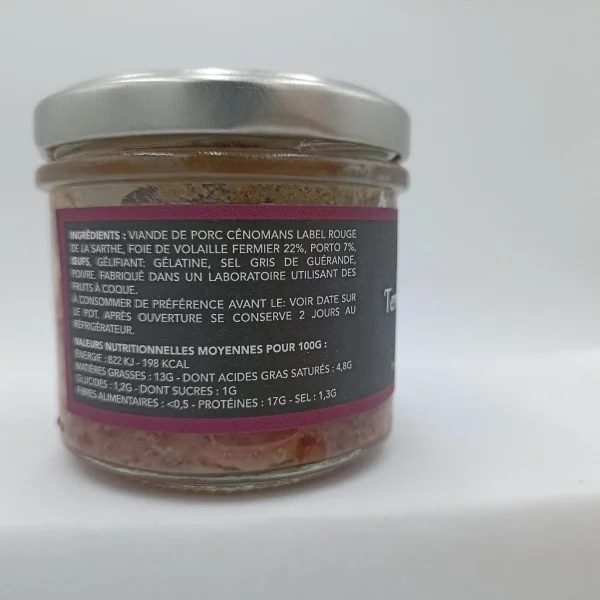 INGRÉDIENTS : VIANDE DE PORC CÉNOMANS LABEL ROUGE
DE LA SARTHE, FOIE DE VOLAILLE FERMIER 22%, PORTO 7%,
ŒUFS, GÉLIFIANT: GÉLATINE, SEL GRIS DE GUÉRANDE,
POIVRE. FABRIQUÉ DANS UN LABORATOIRE UTILISANT DES
FRUITS À COQUE.
À CONSOMMER DE PRÉFÉRENCE AVANT LE: VOIR DATE SUR
LE POT. APRÈS OUVERTURE SE CONSERVE 2 JOURS AU
RÉFRIGÉRATEUR.
VALEURS NUTRITIONNELLES MOYENNES POUR 100G :
ÉNERGIE : 822 KJ - 198 KCAL
MATIÈRES GRASSES : 13G - DONT ACIDES GRAS SATURÉS : 4,8G
GLUCIDES : 1,2G - DONT SUCRES : 1G
FIBRES ALIMENTAIRES : <0,5 - PROTÉINES : 17G - SEL : 1,3G